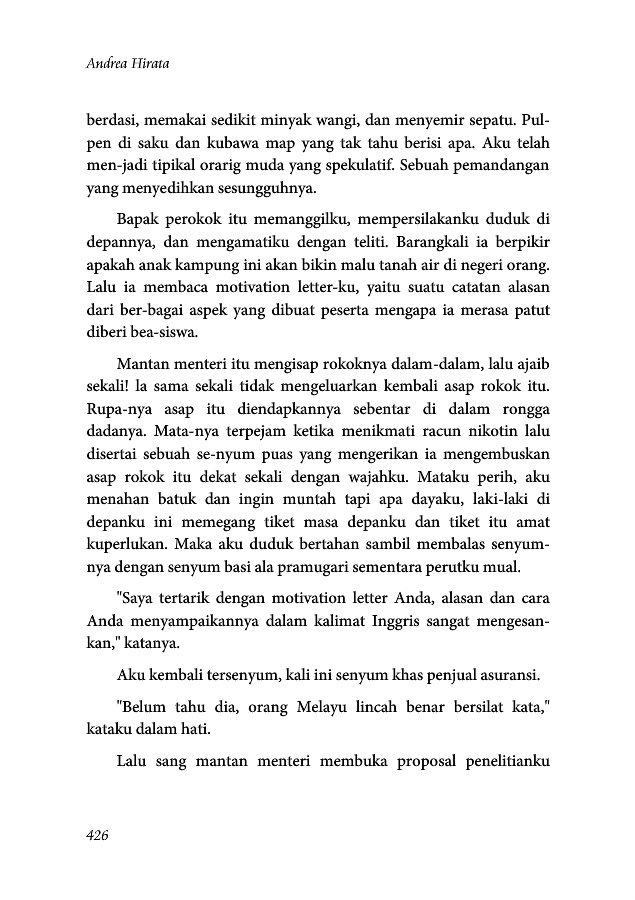 Andrea Hirata
berdasi, memakai sedikit minyak wangi, dan menyemir sepatu. Pul-
pen di saku dan kubawa map yang tak tahu berisi apa. Aku telah
men-jadi tipikal orarig muda yang spekulatif. Sebuah pemandangan
yang menyedihkan sesungguhnya.
Bapak perokok itu memanggilku, mempersilakanku duduk di
depannya, dan mengamatiku dengan teliti. Barangkali ia berpikir
apakah anak kampung ini akan bikin malu tanah air di negeri orang.
Lalu ia membaca motivation letter-ku, yaitu suatu catatan alasan
dari ber-bagai aspek yang dibuat peserta mengapa ia merasa patut
diberi bea-siswa.
Mantan menteri itu mengisap rokoknya dalam-dalam, lalu ajaib
sekali! la sama sekali tidak mengeluarkan kembali asap rokok itu.
Rupa-nya asap itu diendapkannya sebentar di dalam rongga
dadanya. Mata-nya terpejam ketika menikmati racun nikotin lalu
disertai sebuah se-nyum puas yang mengerikan ia mengembuskan
asap rokok itu dekat sekali dengan wajahku. Mataku perih, aku
menahan batuk dan ingin muntah tapi apa dayaku, laki-laki di
depanku ini memegang tiket masa depanku dan tiket itu amat
kuperlukan. Maka aku duduk bertahan sambil membalas senyum-
nya dengan senyum basi ala pramugari sementara perutku mual.
"Saya tertarik dengan motivation letter Anda, alasan dan cara
Anda menyampaikannya dalam kalimat Inggris sangat mengesan-
kan," katanya.
Aku kembali tersenyum, kali ini senyum khas penjual asuransi.
"Belum tahu dia, orang Melayu lincah benar bersilat kata,"
kataku dalam hati.
Lalu sang mantan menteri membuka proposal penelitianku
426